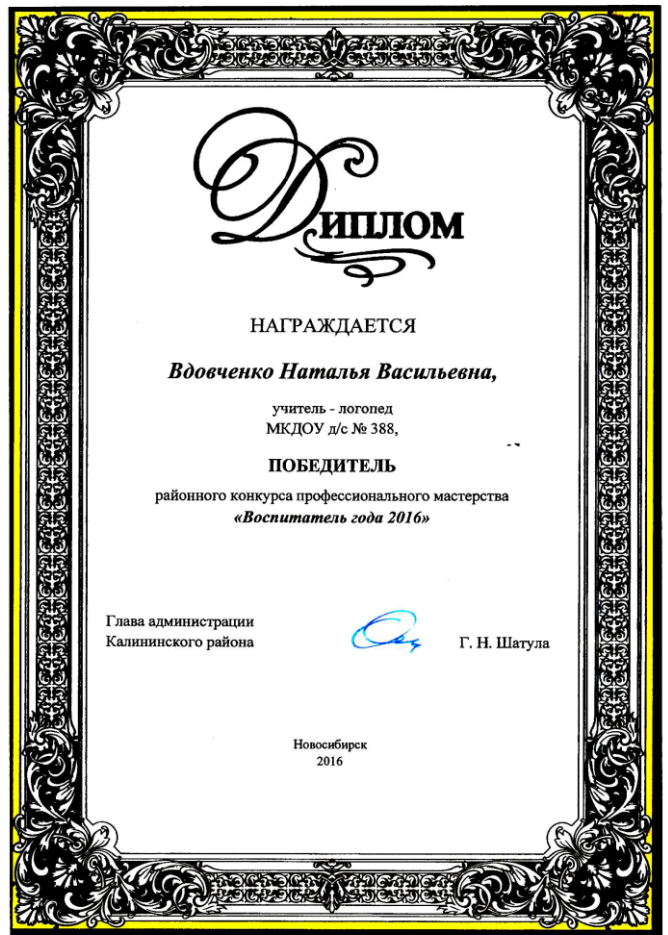 Диплом
НАГРАЖДАЕТСЯ
Вдовченко Наталья Васильевна,
учитель - логопед
МКДОУ д/с № 388,
ПОБЕДИТЕЛЬ
районного конкурса профессионального мастерства
«Воспитатель года 2016»
Глава администрации
Калининского района
Г. Н. Шатула
Новосибирск
2016